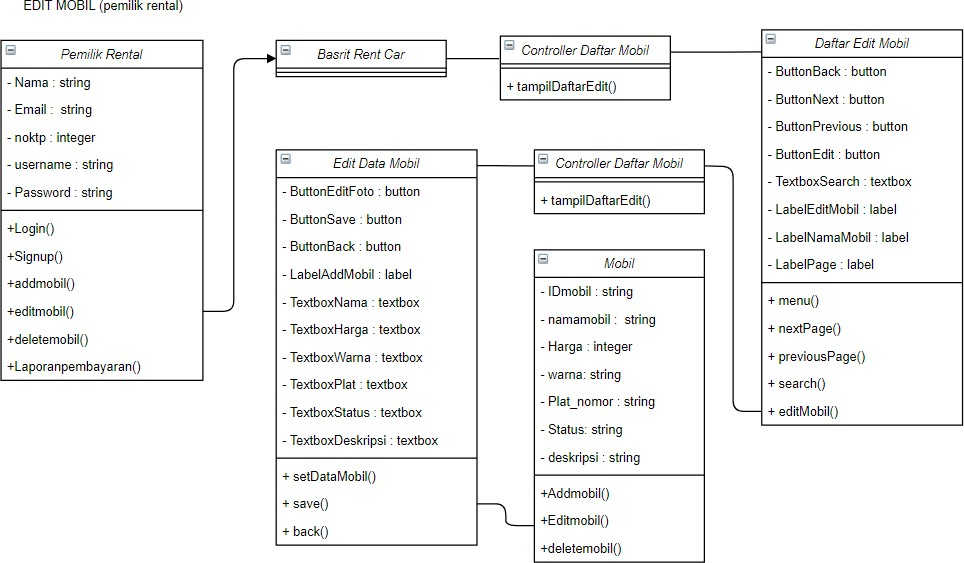 EDIT MOBIL (pemilik rental)
Pemilik Rental
- Nama : string
- Email :  string
- noktp : integer
- username : string
- Password : string
+Login()
+Signup()
+addmobil()
+editmobil()
+deletemobil()
+Laporanpembayaran()
Basrit Rent Car
Controller Daftar Mobil
+ tampilDaftarEdit()
Daftar Edit Mobil
- ButtonBack : button
- ButtonNext : button
- ButtonPrevious : button
- ButtonEdit : button
- TextboxSearch : textbox
- LabelEditMobil : label
- LabelNamaMobil : label
- LabelPage : label
+ menu()
+ nextPage()
+ previousPage()
+ search()
+ editMobil()
Edit Data Mobil
- ButtonEditFoto : button
- ButtonSave : button
- ButtonBack : button
- LabelAddMobil : label
- TextboxNama : textbox
- TextboxHarga : textbox
- TextboxWarna : textbox
- TextboxPlat : textbox
- TextboxStatus : textbox
- TextboxDeskripsi : textbox
+ setDataMobil()
+ save()
+ back()
Controller Daftar Mobil
+ tampilDaftarEdit()
Mobil
- IDmobil : string
- namamobil :  string
- Harga : integer
- warna: string
- Plat_nomor : string
- Status: string
- deskripsi : string
+Addmobil()
+Editmobil()
+deletemobil()